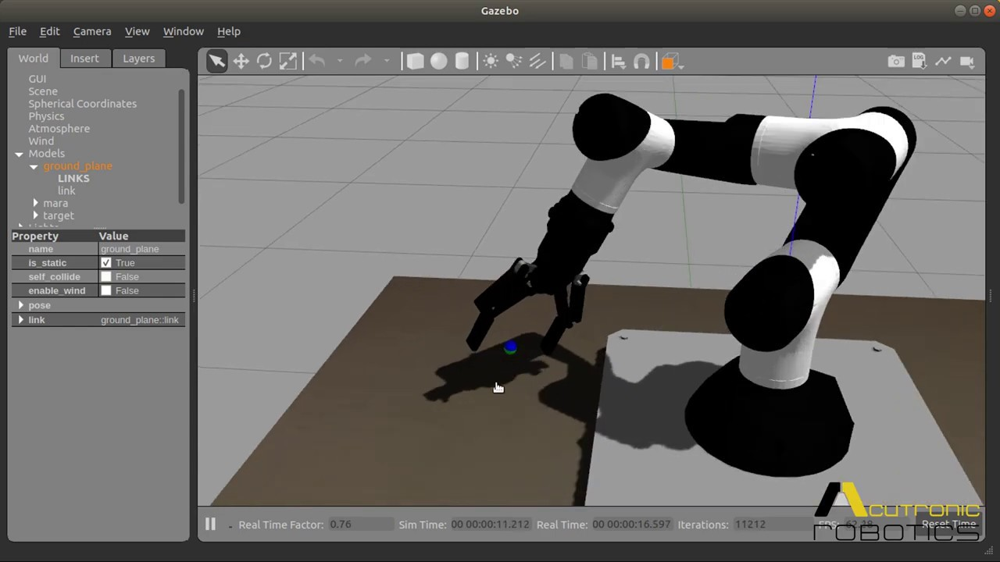 Gazebo
File Edit Camera View Window Help
World Insert Layers
LOG
GUI
Scene
Spherical Coordinates
Physics
Atmosphere
Wind
Models
ground_plane
LINKS
link
mara
target
Property Value
name ground_plane
is_static True
self_collide False
enable_wind False
pose
link ground_plane::link
Real Time Factor: 0.76 Sim Time: 00 00:00:11.212 Real Time: 00 00:00:16.597 Iterations: 11212 FPS: Reset Time
Acutronic
ROBOTICS